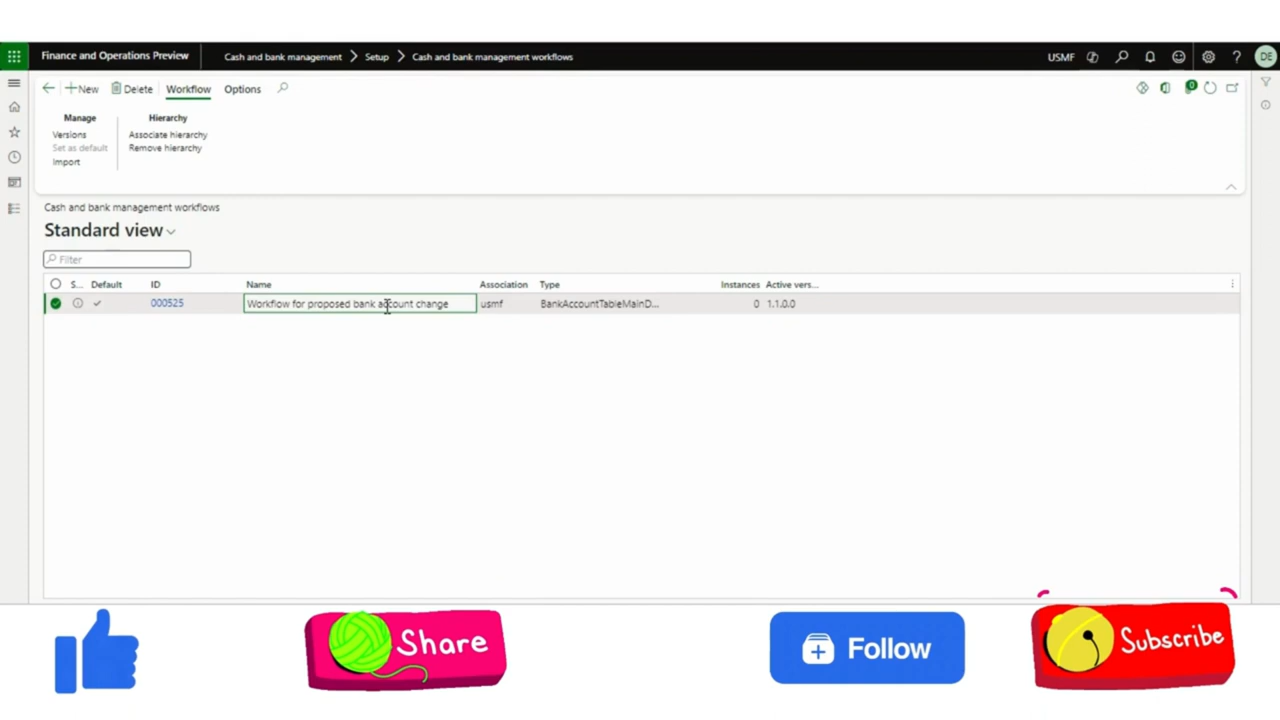 Finance and Operations Preview
Cash and bank management > Setup > Cash and bank management workflows
USMF
?
DE
+ New
Delete
Workflow
Options
0
Manage
Hierarchy
Versions
Associate hierarchy
Set as default
Remove hierarchy
Import
Cash and bank management workflows
Standard view
Filter
S... Default ID Name Association Type Instances Active vers...
000525 Workflow for proposed bank account change usmf BankAccountTableMainD... 0 1.1.0.0
Share
Follow
Subscribe